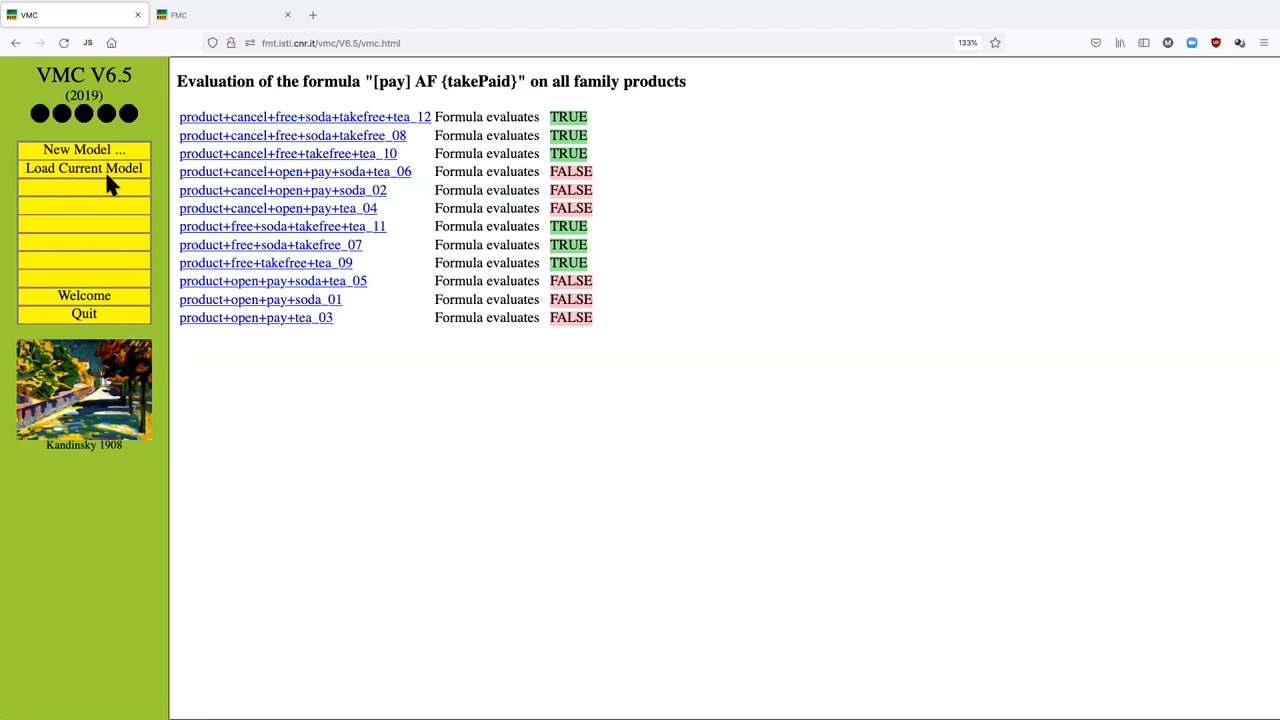 VMC
FMC
JS
fmt.isti.cnr.it/vmc/V6.5/vmc.html
133%
VMC V6.5
(2019)
New Model ...
Load Current Model
Welcome
Quit
Kandinsky 1908
Evaluation of the formula "[pay] AF {takePaid}" on all family products
product+cancel+free+soda+takefree+tea_12 Formula evaluates TRUE
product+cancel+free+soda+takefree_08 Formula evaluates TRUE
product+cancel+free+takefree+tea_10 Formula evaluates TRUE
product+cancel+open+pay+soda+tea_06 Formula evaluates FALSE
product+cancel+open+pay+soda_02 Formula evaluates FALSE
product+cancel+open+pay+tea_04 Formula evaluates FALSE
product+free+soda+takefree+tea_11 Formula evaluates TRUE
product+free+soda+takefree_07 Formula evaluates TRUE
product+free+takefree+tea_09 Formula evaluates TRUE
product+open+pay+soda+tea_05 Formula evaluates FALSE
product+open+pay+soda_01 Formula evaluates FALSE
product+open+pay+tea_03 Formula evaluates FALSE